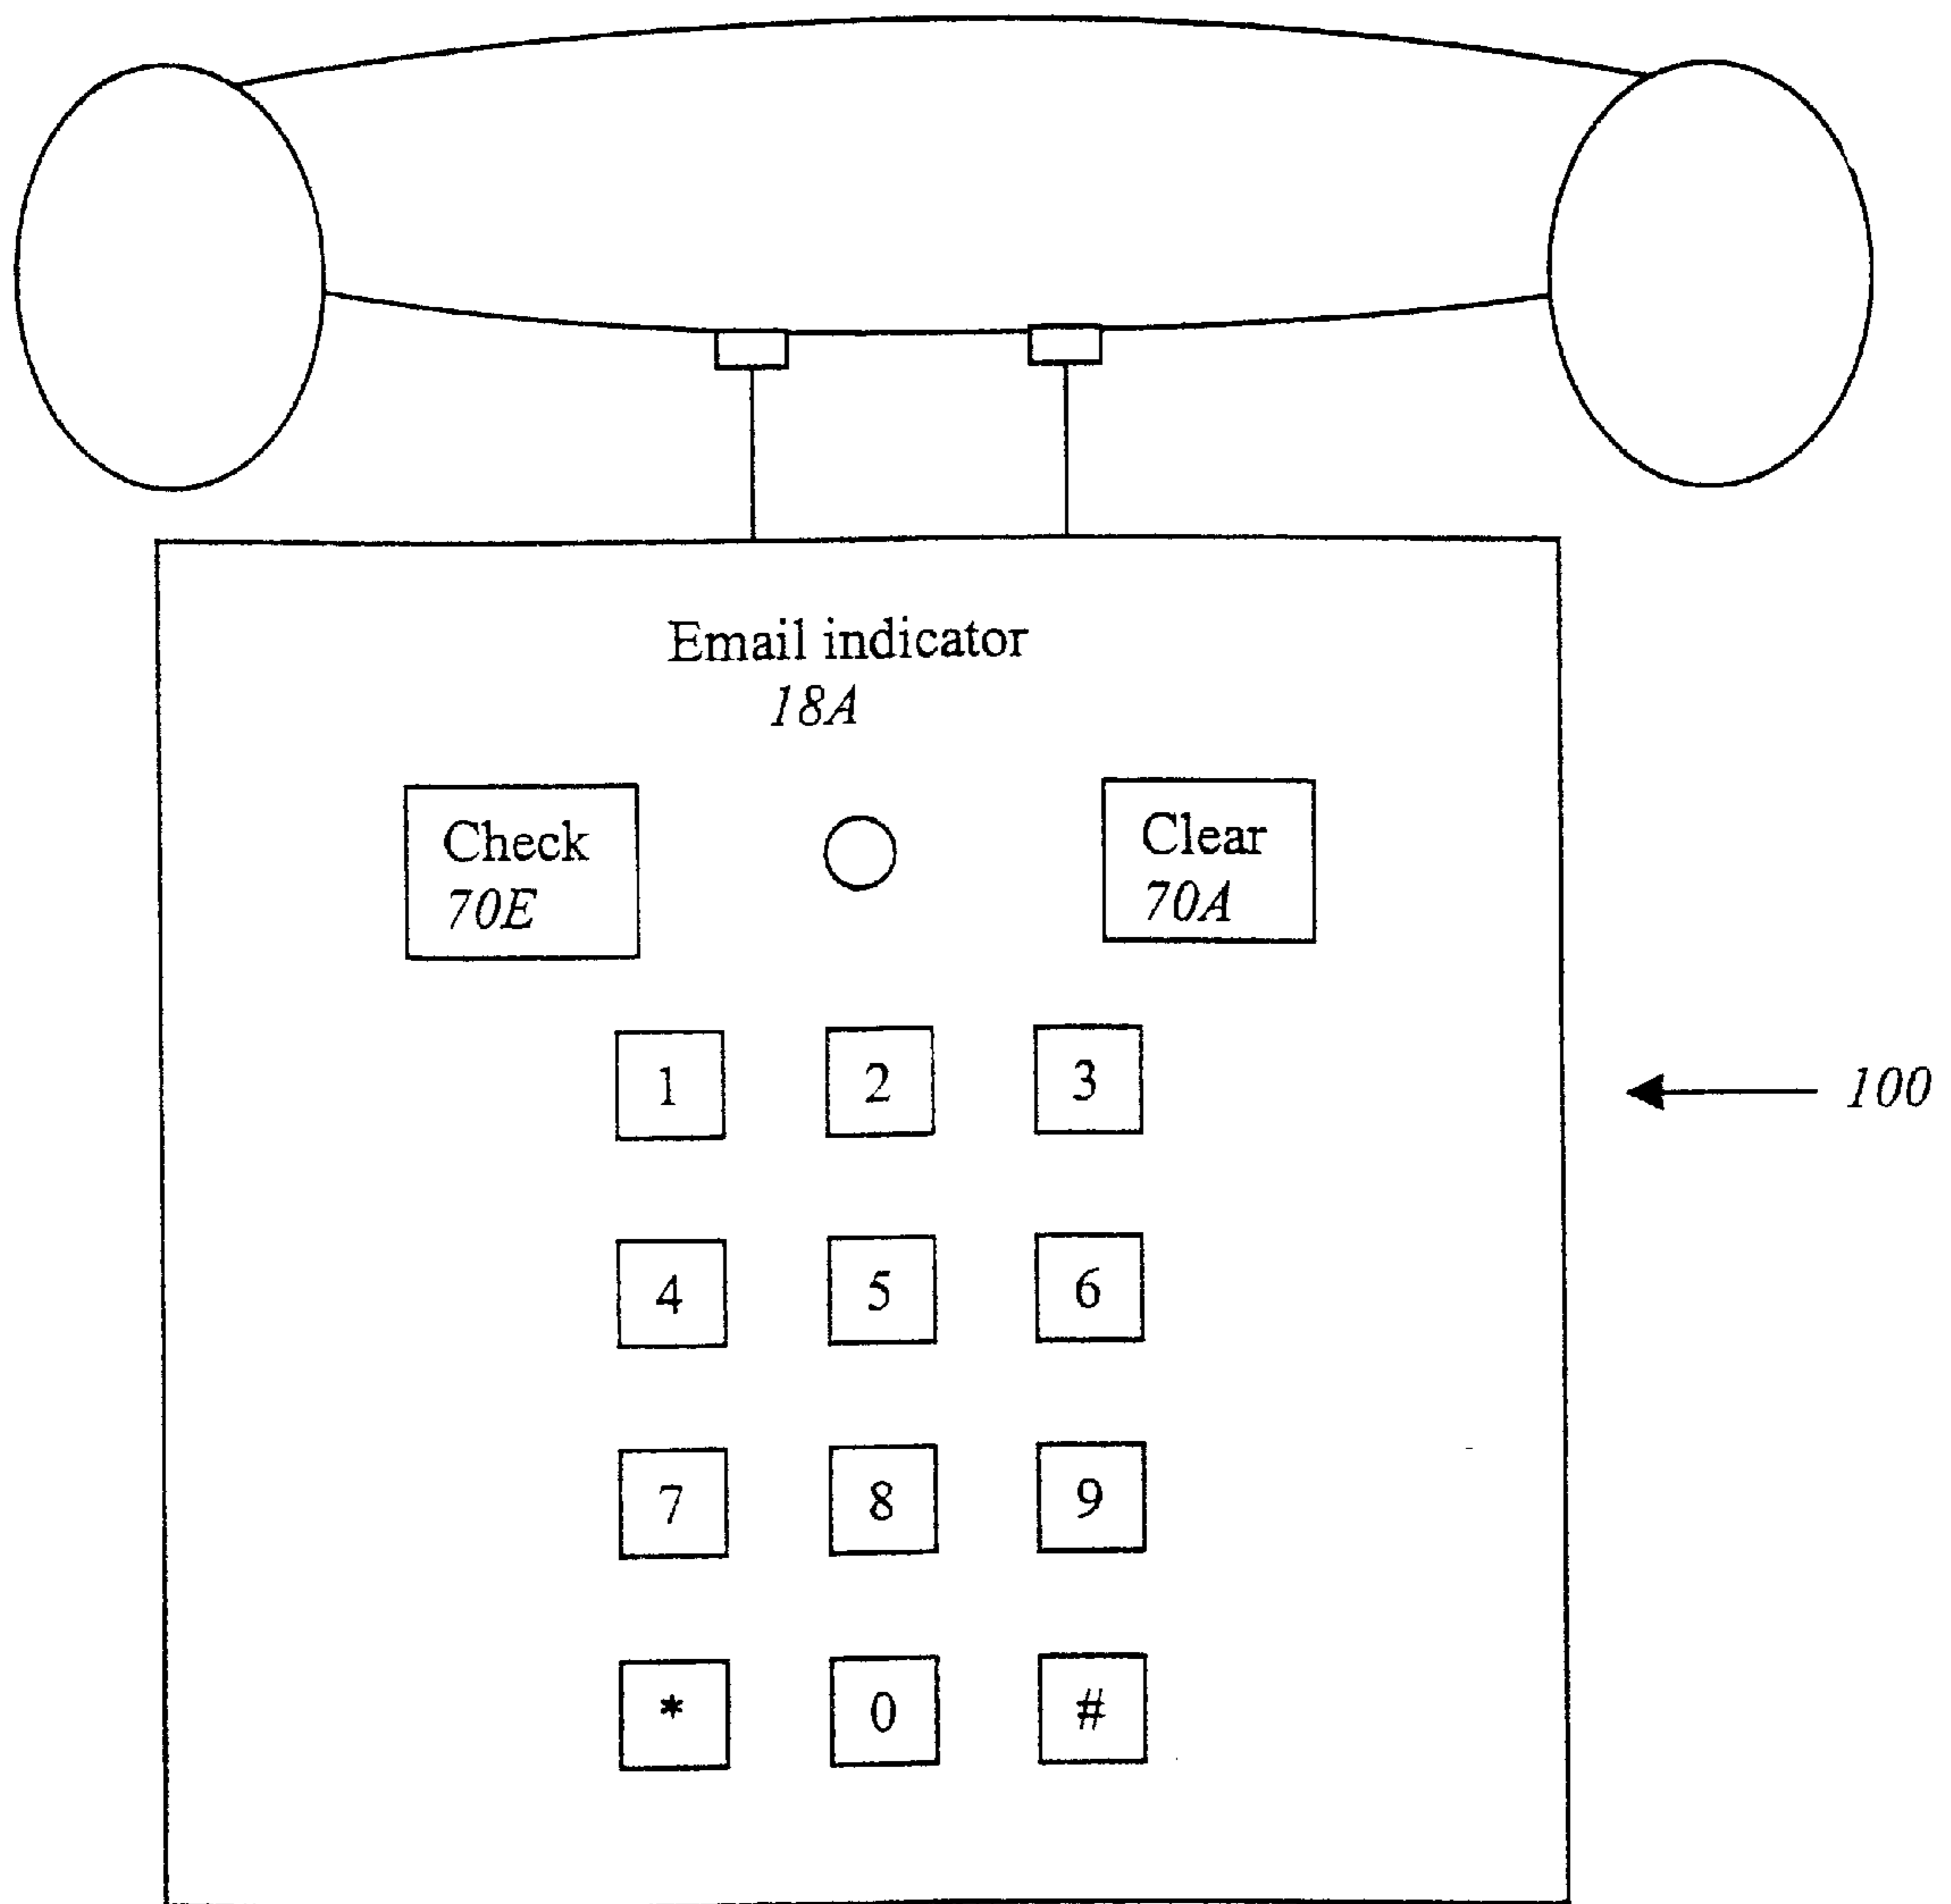 Email indicator
18A
Check
70E
Clear
70A
1 2 3
100
4 5 6
7 8 9
* 0 #